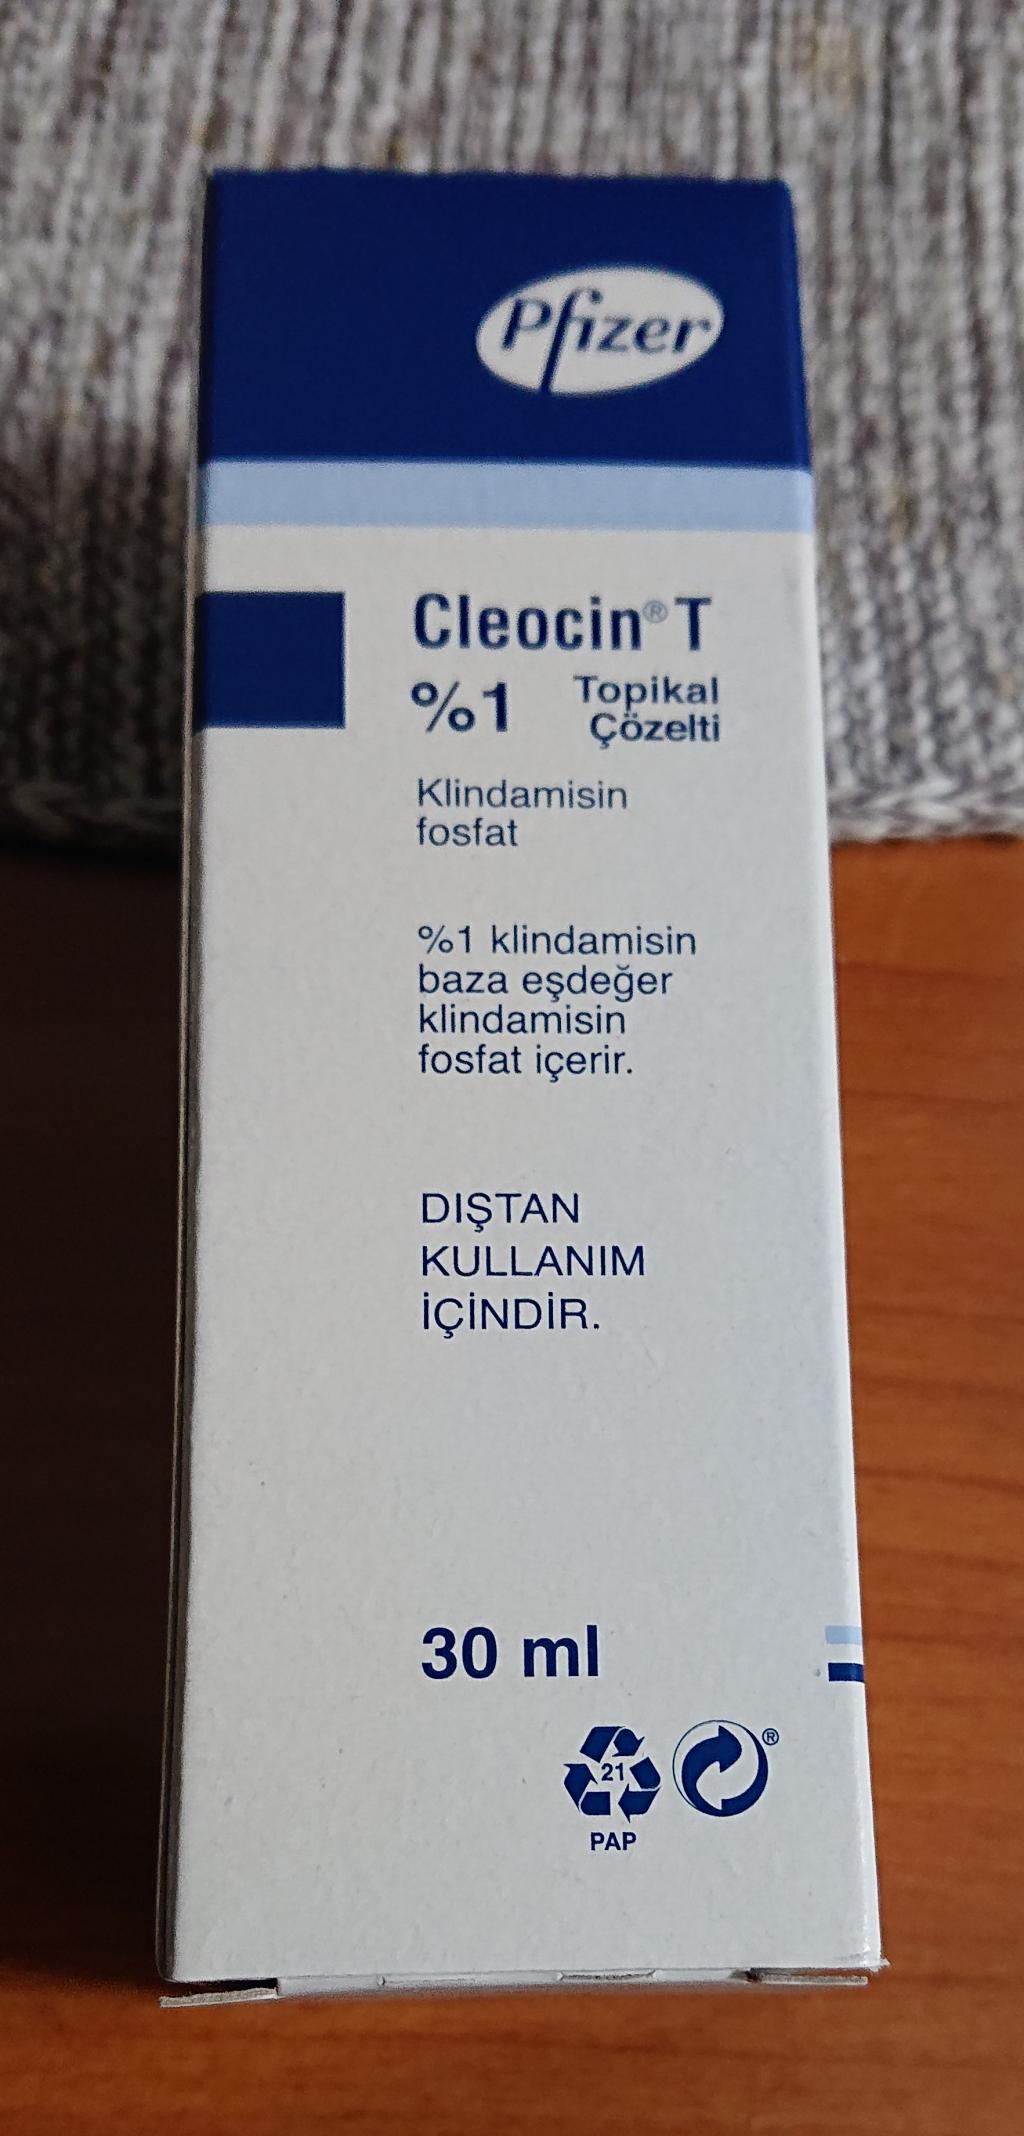 Pfizer
Cleocin® T
%1 Topikal
Çözelti
Klindamisin
fosfat
%1 klindamisin
baza eşdeğer
klindamisin
fosfat içerir.
DIŞTAN
KULLANIM
İÇİNDİR.
30 ml
21
®
PAP